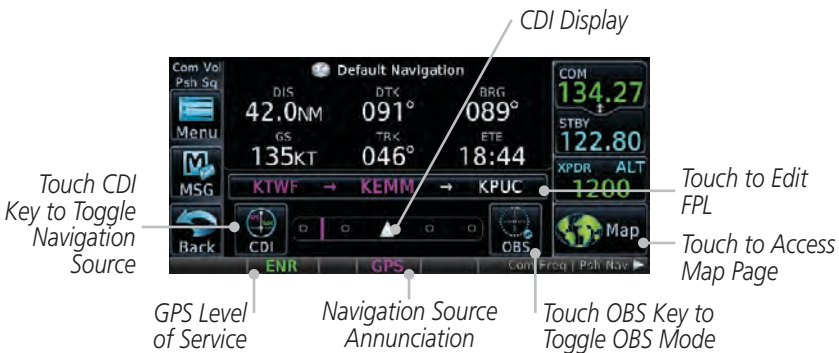 CDI Display
Com Vol
Psh Sq
Default Navigation
COM
134.27
DIS
DTK
BRG
42.0NM
091°
089°
Menu
GS
TRK
ETE
STBY
122.80
135KT
046°
18:44
XPDR ALT
1200
MSG
KTWF → KEMM → KPUC
Touch CDI
Key to Toggle
Navigation
Source
Touch to Edit
FPL
Back
CDI
OBS
Map
Touch to Access
Map Page
ENR
GPS
Com Freq | Psh Nav
GPS Level
of Service
Navigation Source
Annunciation
Touch OBS Key to
Toggle OBS Mode